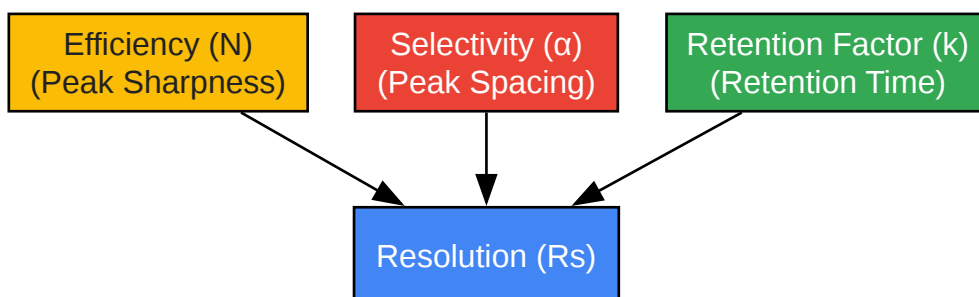 Efficiency (N)
(Peak Sharpness)
Selectivity (α)
(Peak Spacing)
Retention Factor (k)
(Retention Time)
Resolution (Rs)